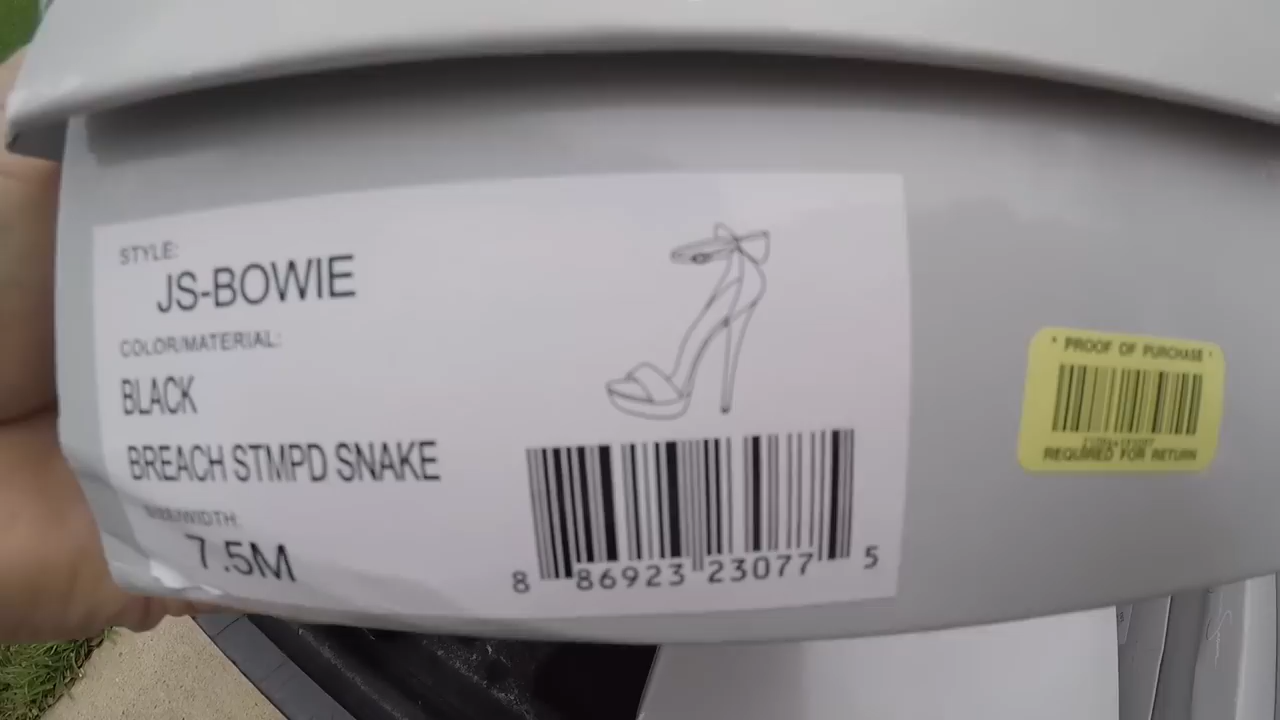 STYLE:
JS-BOWIE
COLOR/MATERIAL:
BLACK
BREACH STMPD SNAKE
SIZE/WIDTH:
7.5M
8 86923 23077 5
* PROOF OF PURCHASE *
REQUIRED FOR RETURN